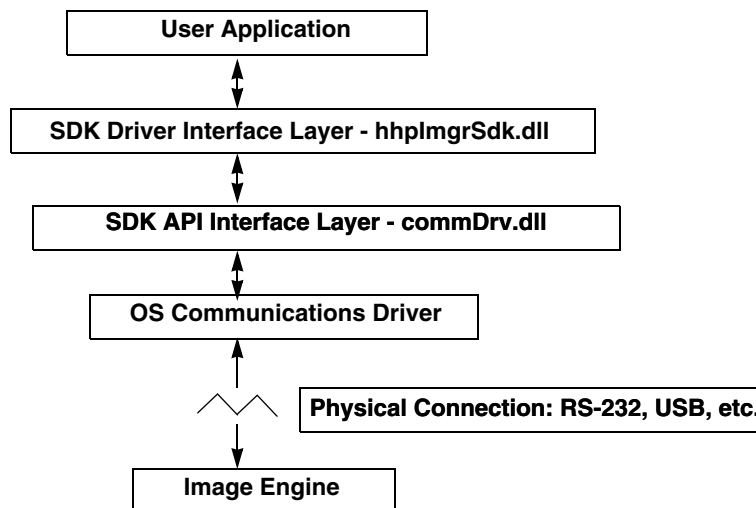 User Application
SDK Driver Interface Layer - hhpImgrSdk.dll
SDK API Interface Layer - commDrv.dll
OS Communications Driver
Physical Connection: RS-232, USB, etc.
Image Engine